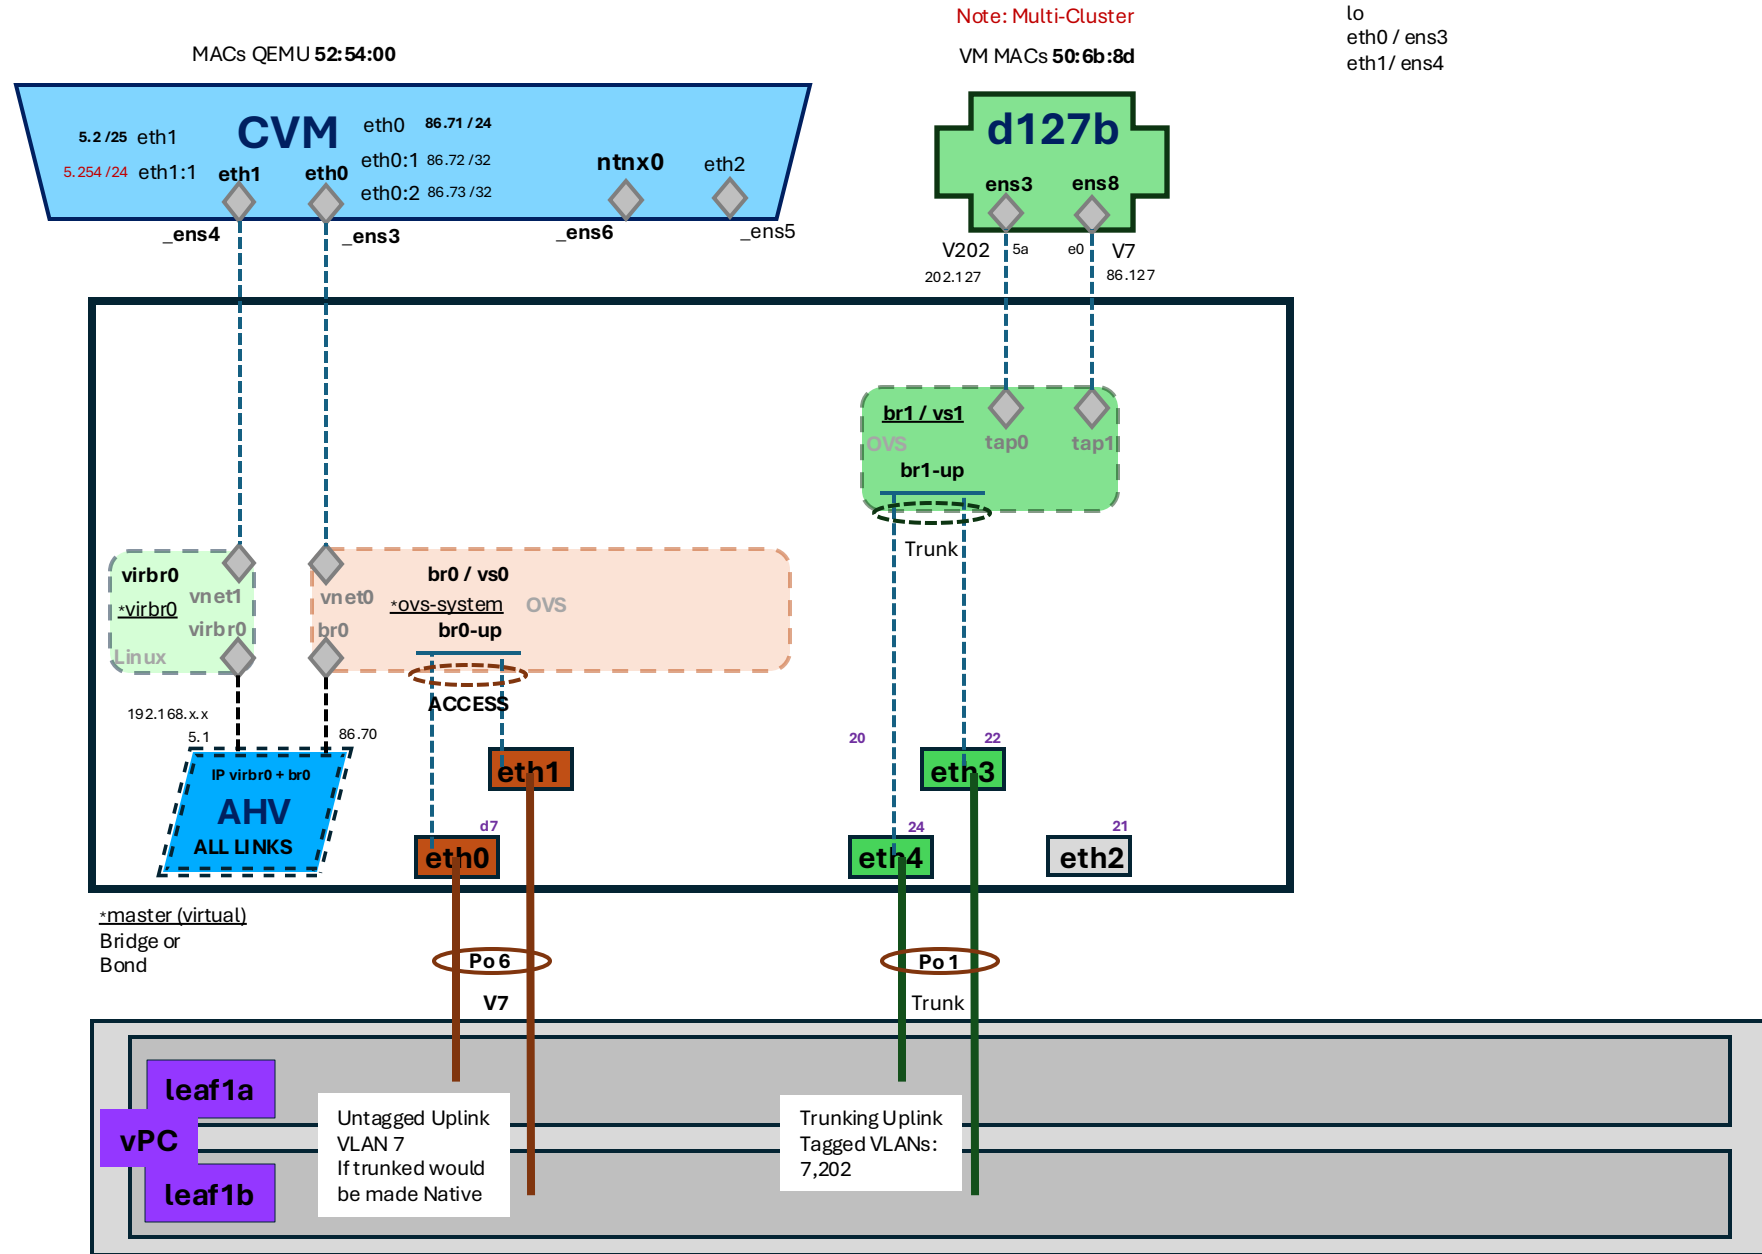 Note: Multi-Cluster
lo
eth0 / ens3
eth1/ ens4
MACs QEMU 52:54:00
VM MACs 50:6b:8d
CVM
5.2 /25 eth1
5.254 /24 eth1:1
eth1
eth0
eth0 86.71 /24
eth0:1 86.72 /32
eth0:2 86.73 /32
ntnx0
eth2
_ens4
_ens3
_ens6
_ens5
d127b
ens3
ens8
V202
5a
e0
V7
202.127
86.127
br1 / vs1
OVS
tap0
tap1
br1-up
Trunk
virbr0
*virbr0
vnet1
virbr0
Linux
vnet0
br0
br0 / vs0
*ovs-system
OVS
br0-up
ACCESS
192.168.x.x
5.1
86.70
IP virbr0 + br0
AHV
ALL LINKS
eth1
d7
eth0
20
22
eth3
24
eth4
21
eth2
*master (virtual)
Bridge or
Bond
Po 6
V7
Po 1
Trunk
leaf1a
vPC
leaf1b
Untagged Uplink
VLAN 7
If trunked would
be made Native
Trunking Uplink
Tagged VLANs:
7,202